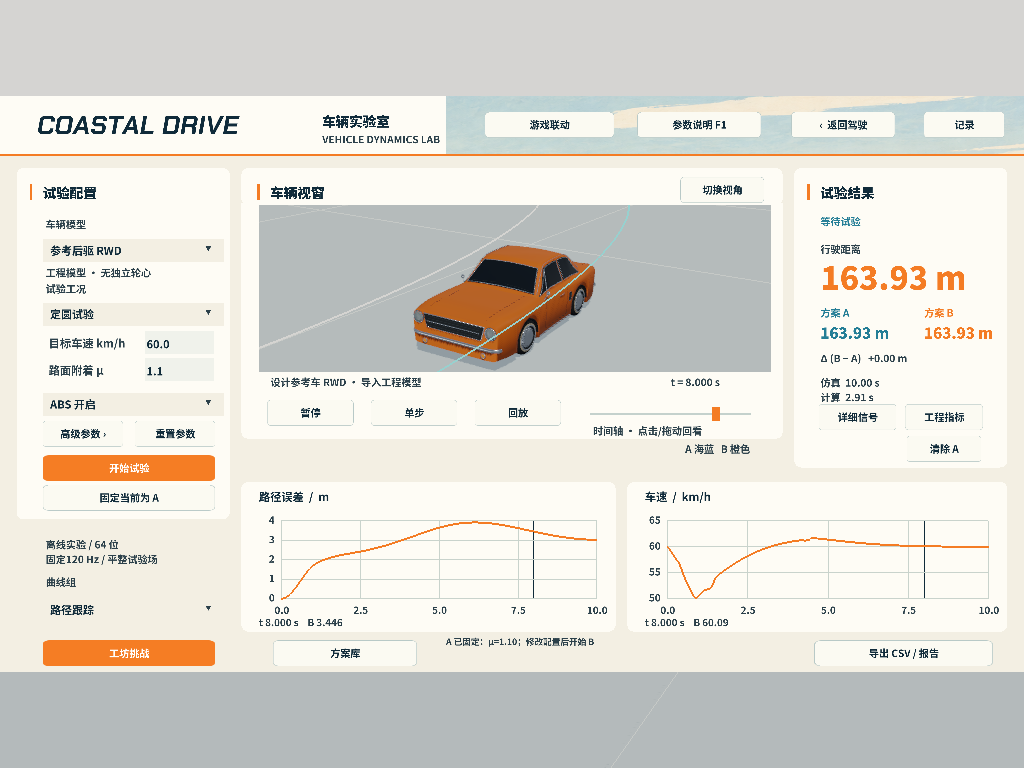 COASTAL DRIVE
车辆实验室
VEHICLE DYNAMICS LAB
游戏联动
参数说明 F1
‹ 返回驾驶
记录
试验配置
车辆模型
参考后驱 RWD
工程模型 · 无独立轮心
试验工况
定圆试验
目标车速 km/h
60.0
路面附着 μ
1.1
ABS 开启
高级参数 ›
重置参数
开始试验
固定当前为 A
离线实验 / 64 位
固定120 Hz / 平整试验场
曲线组
路径跟踪
工坊挑战
车辆视窗
切换视角
设计参考车 RWD · 导入工程模型
t = 8.000 s
暂停
单步
回放
时间轴 · 点击/拖动回看
A 海蓝 B 橙色
试验结果
等待试验
行驶距离
163.93 m
方案 A
方案 B
163.93 m
163.93 m
Δ (B − A) +0.00 m
仿真 10.00 s
计算 2.91 s
详细信号
工程指标
清除 A
路径误差 / m
4
3
2
1
0
0.0
2.5
5.0
7.5
10.0
t 8.000 s B 3.446
车速 / km/h
65
60
55
50
0.0
2.5
5.0
7.5
10.0
t 8.000 s B 60.09
方案库
A 已固定：μ=1.10；修改配置后开始 B
导出 CSV / 报告